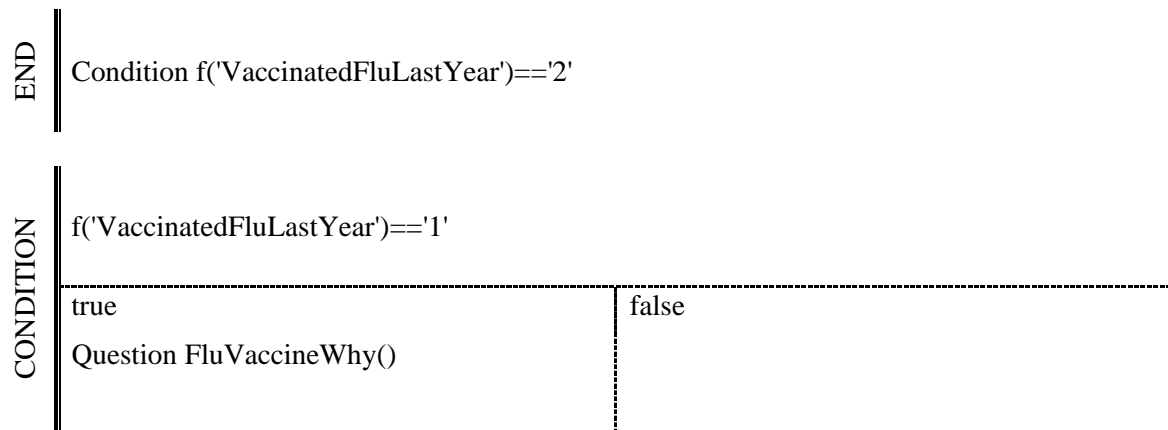 END
Condition f('VaccinatedFluLastYear')=='2'
CONDITION
f('VaccinatedFluLastYear')=='1'
true
false
Question FluVaccineWhy()